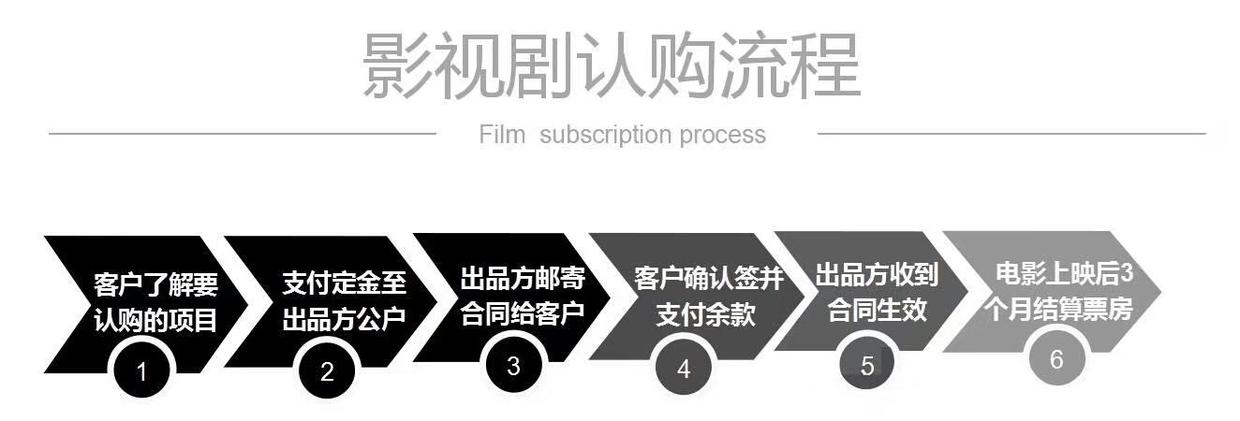 影视剧认购流程
Film subscription process
客户了解要
认购的项目
1
支付定金至
出品方公户
2
出品方邮寄
合同给客户
3
客户确认签并
支付余款
4
出品方收到
合同生效
5
电影上映后3
个月结算票房
6